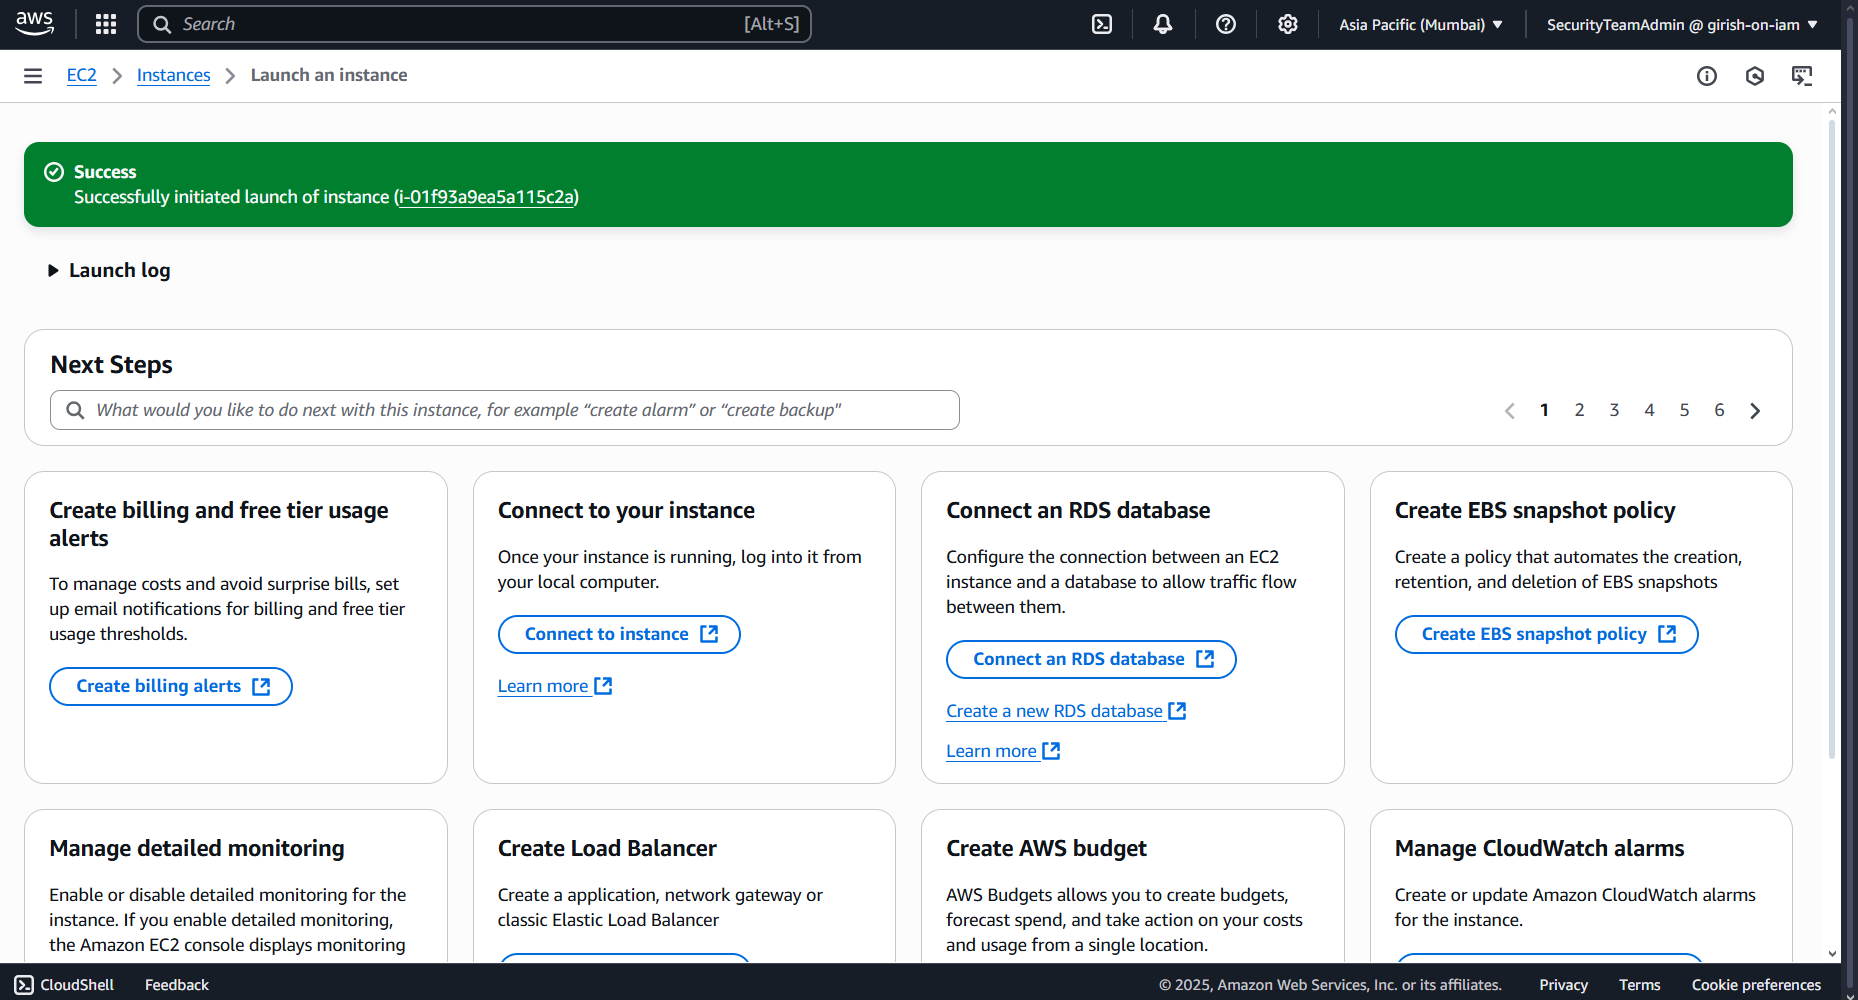 aws
Search [Alt+S]
Asia Pacific (Mumbai)
SecurityTeamAdmin @ girish-on-iam
EC2
Instances
Launch an instance
Success
Successfully initiated launch of instance (i-01f93a9ea5a115c2a)
Launch log
Next Steps
What would you like to do next with this instance, for example “create alarm” or “create backup"
1 2 3 4 5 6
Create billing and free tier usage
alerts
To manage costs and avoid surprise bills, set
up email notifications for billing and free tier
usage thresholds.
Create billing alerts
Connect to your instance
Once your instance is running, log into it from
your local computer.
Connect to instance
Learn more
Connect an RDS database
Configure the connection between an EC2
instance and a database to allow traffic flow
between them.
Connect an RDS database
Create a new RDS database
Learn more
Create EBS snapshot policy
Create a policy that automates the creation,
retention, and deletion of EBS snapshots
Create EBS snapshot policy
Manage detailed monitoring
Enable or disable detailed monitoring for the
instance. If you enable detailed monitoring,
the Amazon EC2 console displays monitoring
Create Load Balancer
Create a application, network gateway or
classic Elastic Load Balancer
Create AWS budget
AWS Budgets allows you to create budgets,
forecast spend, and take action on your costs
and usage from a single location.
Manage CloudWatch alarms
Create or update Amazon CloudWatch alarms
for the instance.
CloudShell
Feedback
© 2025, Amazon Web Services, Inc. or its affiliates.
Privacy
Terms
Cookie preferences